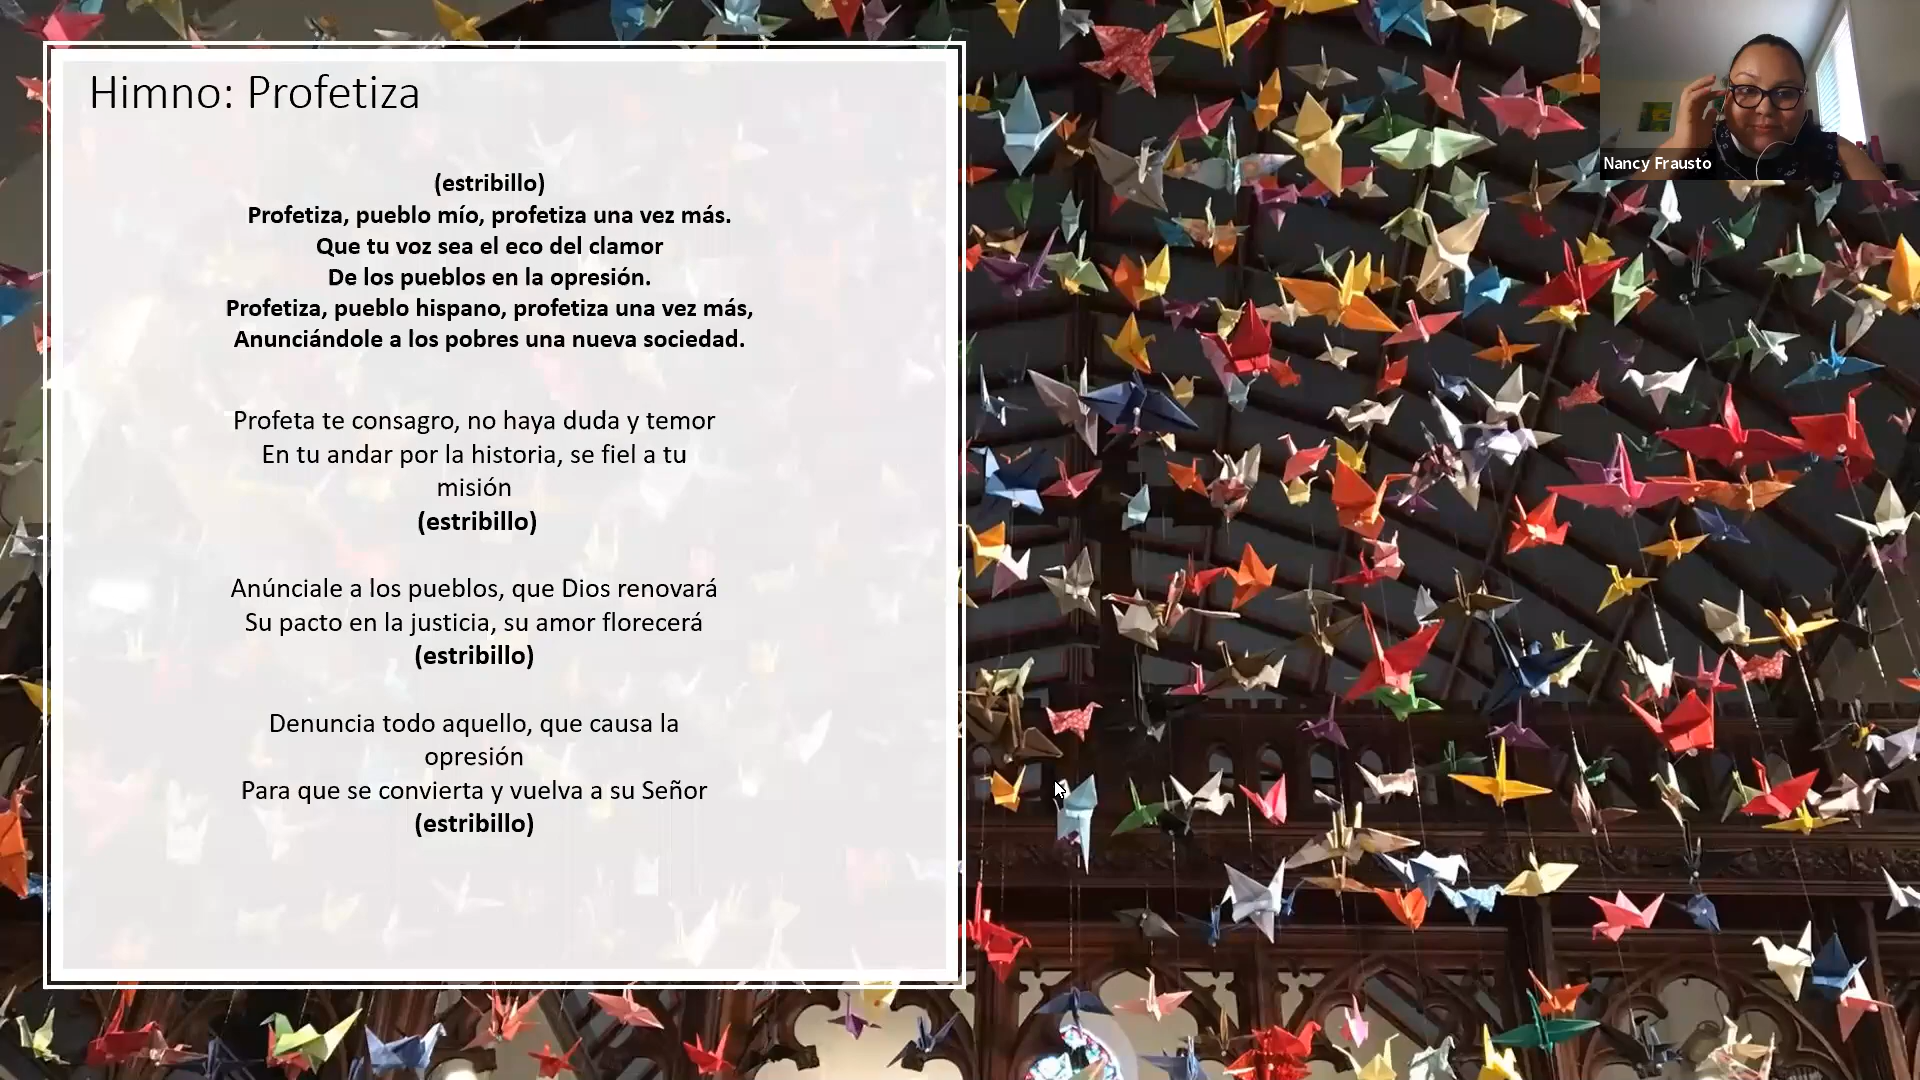 Himno: Profetiza
(estribillo)
Profetiza, pueblo mío, profetiza una vez más.
Que tu voz sea el eco del clamor
De los pueblos en la opresión.
Profetiza, pueblo hispano, profetiza una vez más,
Anunciándole a los pobres una nueva sociedad.
Profeta te consagro, no haya duda y temor
En tu andar por la historia, se fiel a tu
misión
(estribillo)
Anúnciale a los pueblos, que Dios renovará
Su pacto en la justicia, su amor florecerá
(estribillo)
Denuncia todo aquello, que causa la
opresión
Para que se convierta y vuelva a su Señor
(estribillo)
Nancy Frausto